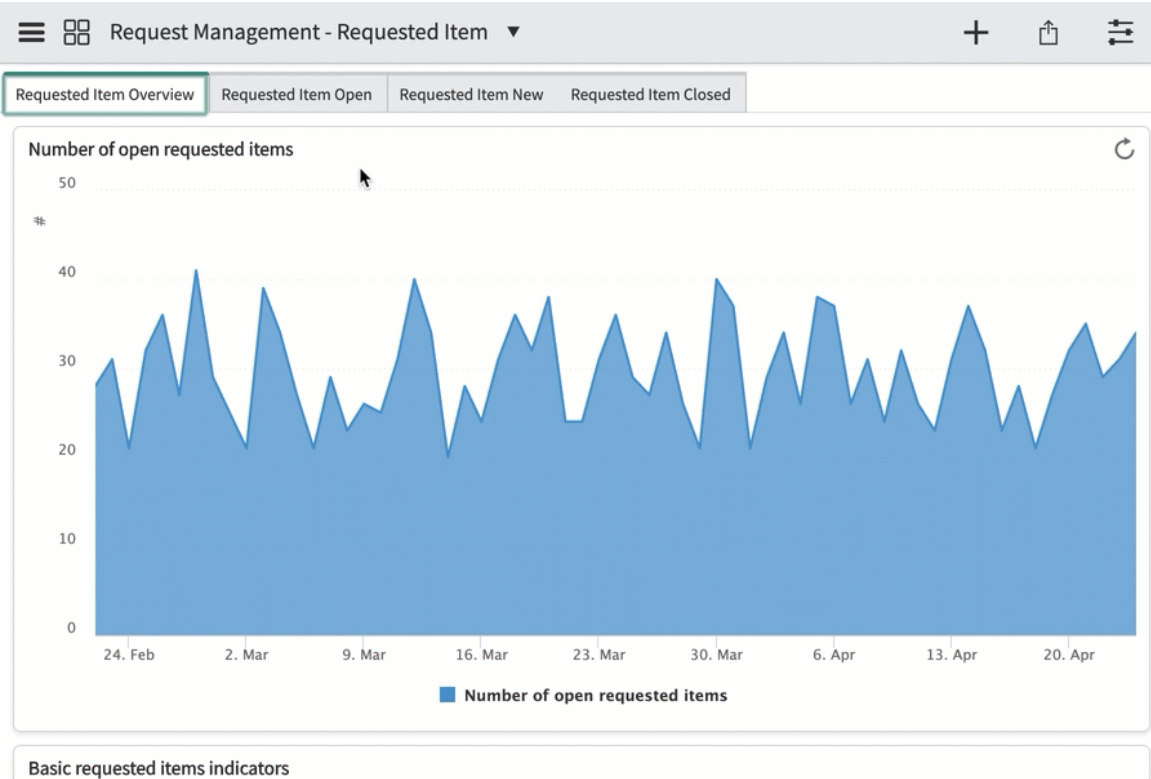 Request Management - Requested Item ▼
Requested Item Overview Requested Item Open Requested Item New Requested Item Closed
Number of open requested items
50
#
40
30
20
10
0
24. Feb 2. Mar 9. Mar 16. Mar 23. Mar 30. Mar 6. Apr 13. Apr 20. Apr
Number of open requested items
Basic requested items indicators